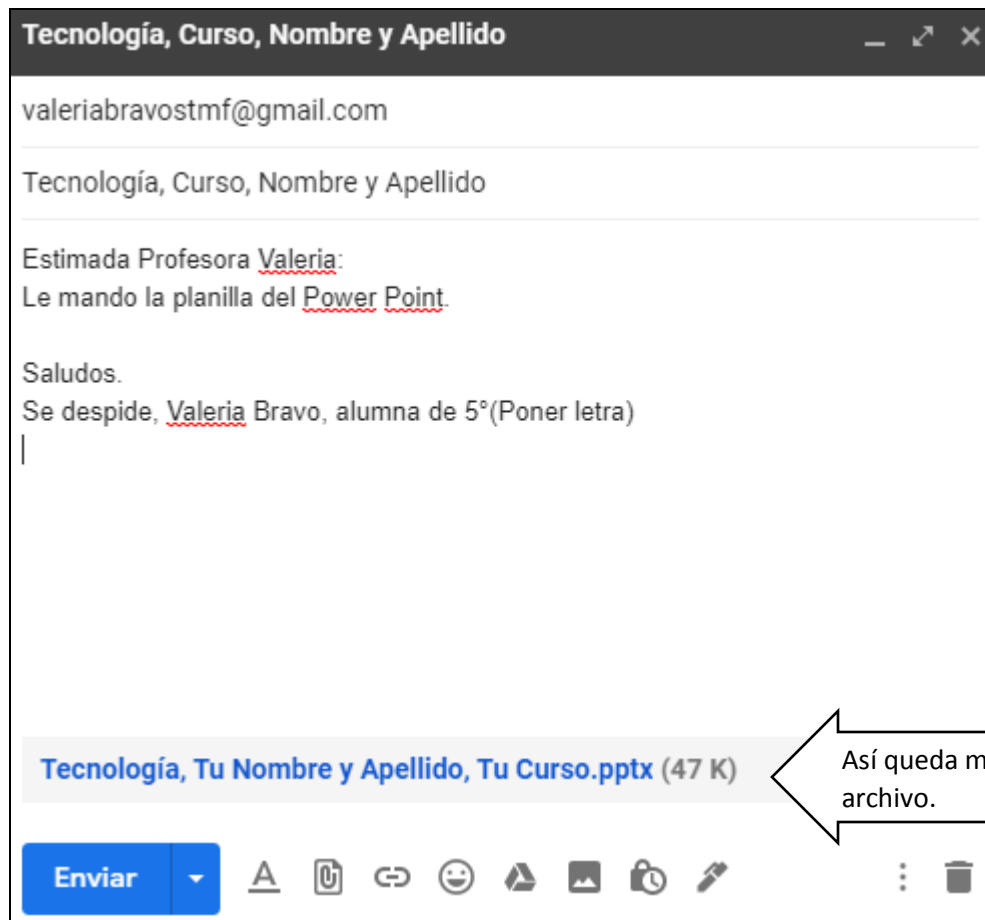 Tecnología, Curso, Nombre y Apellido
valeriabravostmf@gmail.com
Tecnología, Curso, Nombre y Apellido
Estimada Profesora Valeria:
Le mando la planilla del Power Point.
Saludos.
Se despide, Valeria Bravo, alumna de 5°(Poner letra)
Tecnología, Tu Nombre y Apellido, Tu Curso.pptx (47 K)
Así queda
archivo.
Enviar